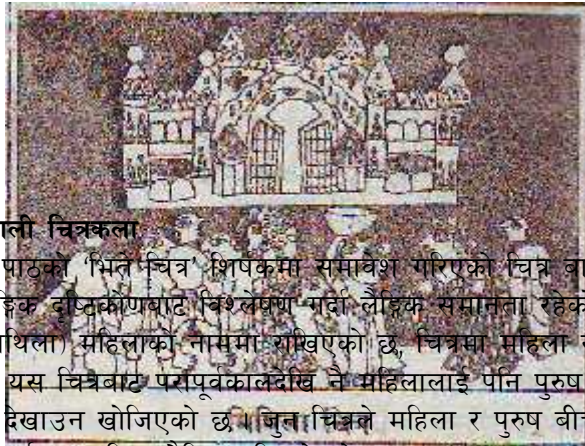 ाली चित्रकला
पाठको 'भित्ते चित्र' शिर्षकमा समावेश गरिएको चित्र बा
ङ्गिक दृष्टिकोणबाट विश्लेषण गर्दा लैङ्गिक समानता रहेको
थिला) महिलाको नाममा राखिएको छ, चित्रमा महिला र
यस चित्रबाट परापूर्वकालदेखि नै महिलालाई पनि पुरुष
देखाउन खोजिएको छ। जुन चित्रले महिला र पुरुष बी